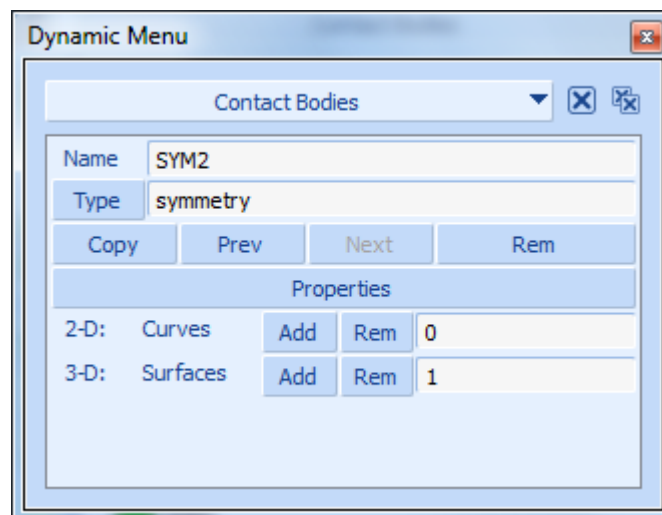 Dynamic Menu
Contact Bodies
Name SYM2
Type symmetry
Copy Prev Next Rem
Properties
2-D: Curves Add Rem 0
3-D: Surfaces Add Rem 1